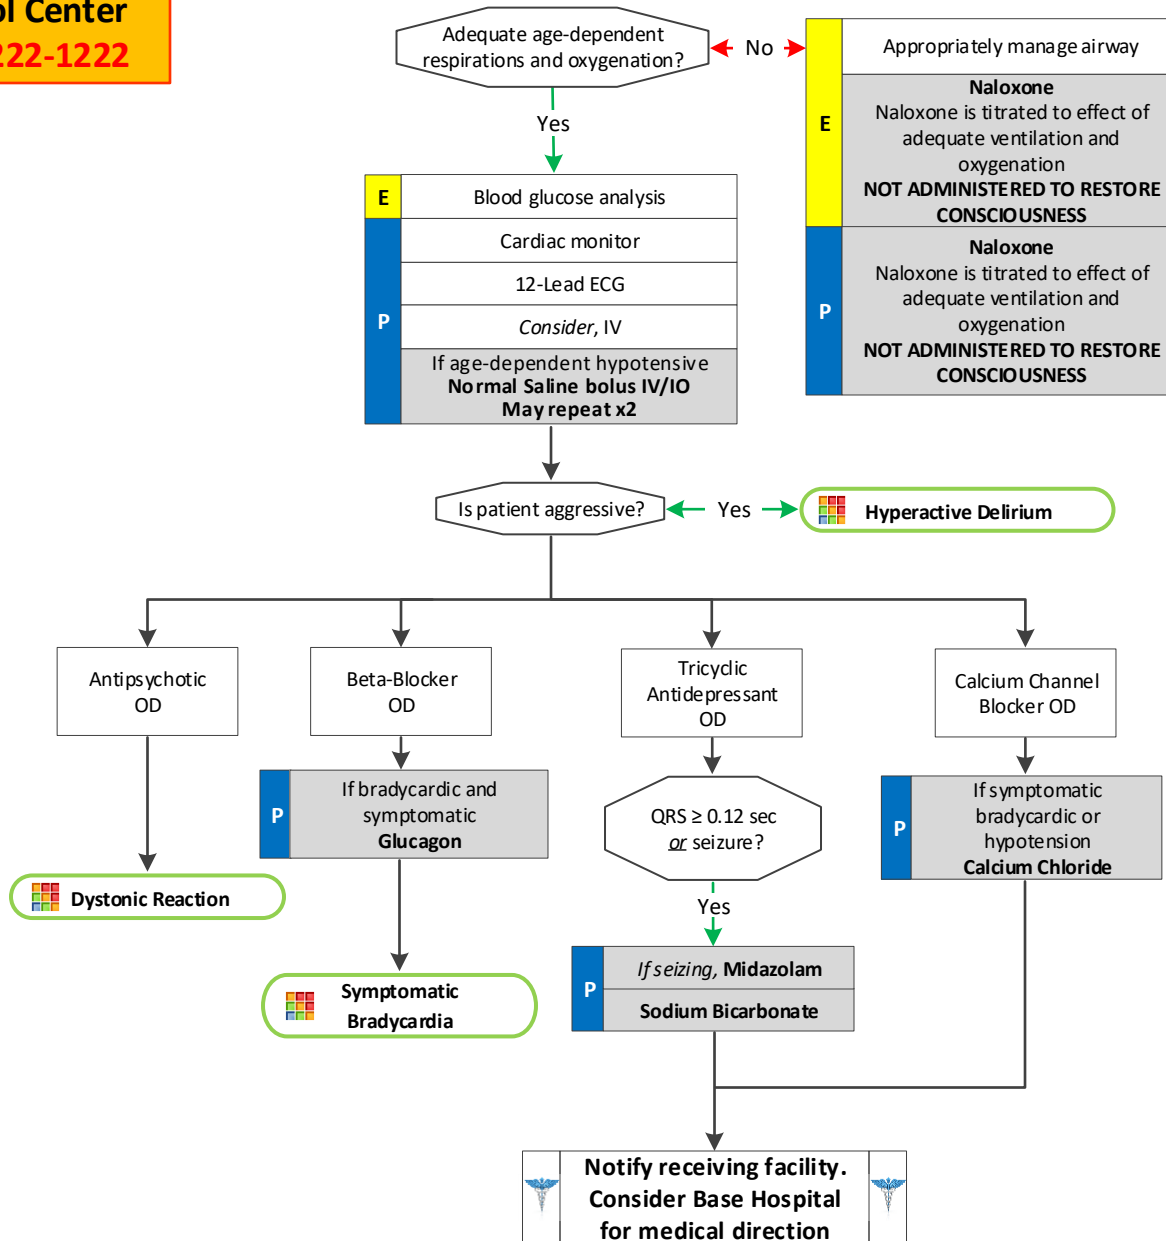 ol Center
222-1222
Adequate age-dependent
respirations and oxygenation?
No
Yes
E
Appropriately manage airway
Naloxone
Naloxone is titrated to effect of
adequate ventilation and
oxygenation
NOT ADMINISTERED TO RESTORE
CONSCIOUSNESS
P
Naloxone
Naloxone is titrated to effect of
adequate ventilation and
oxygenation
NOT ADMINISTERED TO RESTORE
CONSCIOUSNESS
E
Blood glucose analysis
P
Cardiac monitor
12-Lead ECG
Consider, IV
If age-dependent hypotensive
Normal Saline bolus IV/IO
May repeat x2
Is patient aggressive?
Yes
Hyperactive Delirium
Antipsychotic
OD
Beta-Blocker
OD
Tricyclic
Antidepressant
OD
Calcium Channel
Blocker OD
P
If bradycardic and
symptomatic
Glucagon
QRS ≥ 0.12 sec
or seizure?
P
If symptomatic
bradycardic or
hypotension
Calcium Chloride
Dystonic Reaction
Yes
P
If seizing, Midazolam
Sodium Bicarbonate
Symptomatic
Bradycardia
Notify receiving facility.
Consider Base Hospital
for medical direction